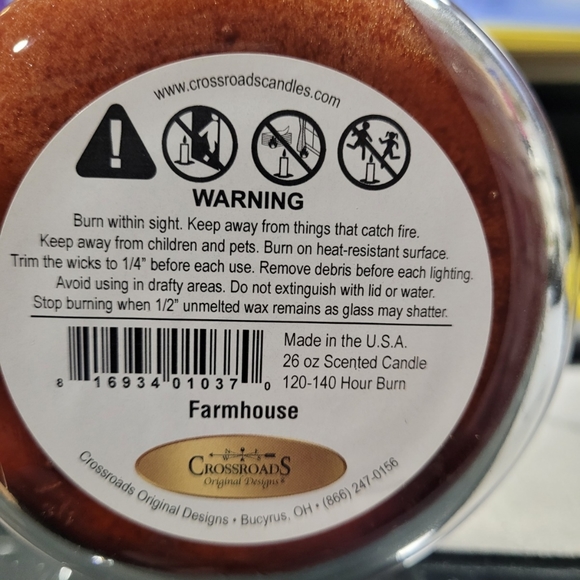 www.crossroadscandles.com
WARNING
Burn within sight. Keep away from things that catch fire.
Keep away from children and pets. Burn on heat-resistant surface.
Trim the wicks to 1/4" before each use. Remove debris before each lighting.
Avoid using in drafty areas. Do not extinguish with lid or water.
Stop burning when 1/2" unmelted wax remains as glass may shatter.
Made in the U.S.A.
26 oz Scented Candle
120-140 Hour Burn
8 16934 01037 0
Farmhouse
N E
W S
CROSSROADS
Original Designs®
Crossroads Original Designs • Bucyrus, OH • (866) 247-0156